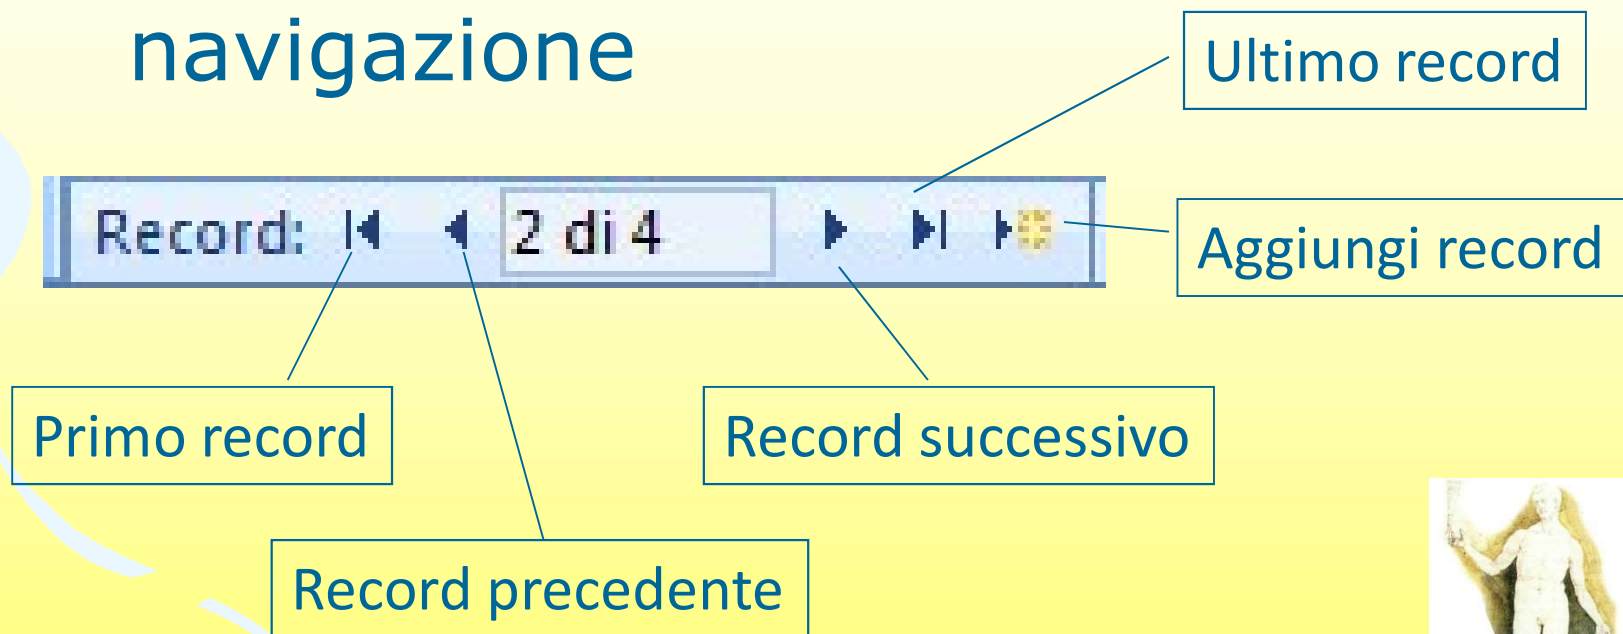 navigazione
Ultimo record
Record: 2 di 4
Aggiungi record
Primo record
Record successivo
Record precedente